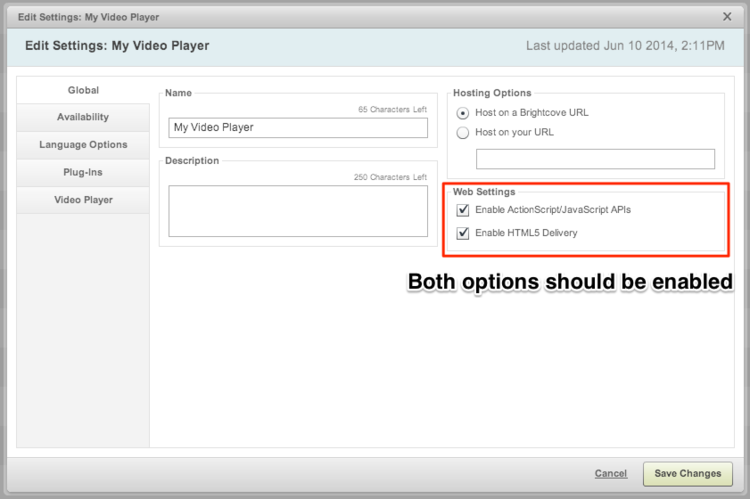 Edit Settings: My Video Player
Edit Settings: My Video Player
Last updated Jun 10 2014, 2:11PM
Global
Availability
Language Options
Plug-Ins
Video Player
Name
65 Characters Left
My Video Player
Description
250 Characters Left
Hosting Options
Host on a Brightcove URL
Host on your URL
Web Settings
Enable ActionScript/JavaScript APIs
Enable HTML5 Delivery
Both options should be enabled
Cancel
Save Changes